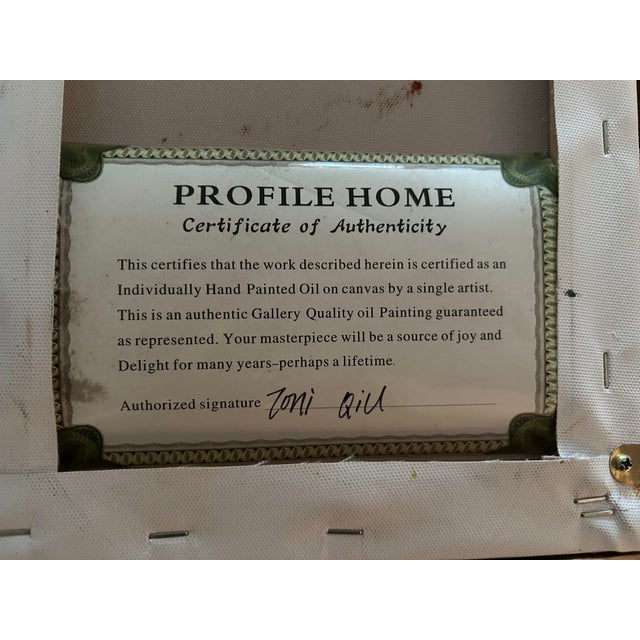 PROFILE HOME
Certificate of Authenticity
This certifies that the work described herein is certified as an
Individually Hand Painted Oil on canvas by a single artist.
This is an authentic Gallery Quality oil Painting guaranteed
as represented. Your masterpiece will be a source of joy and
Delight for many years-perhaps a lifetime.
Authorized signature Toni